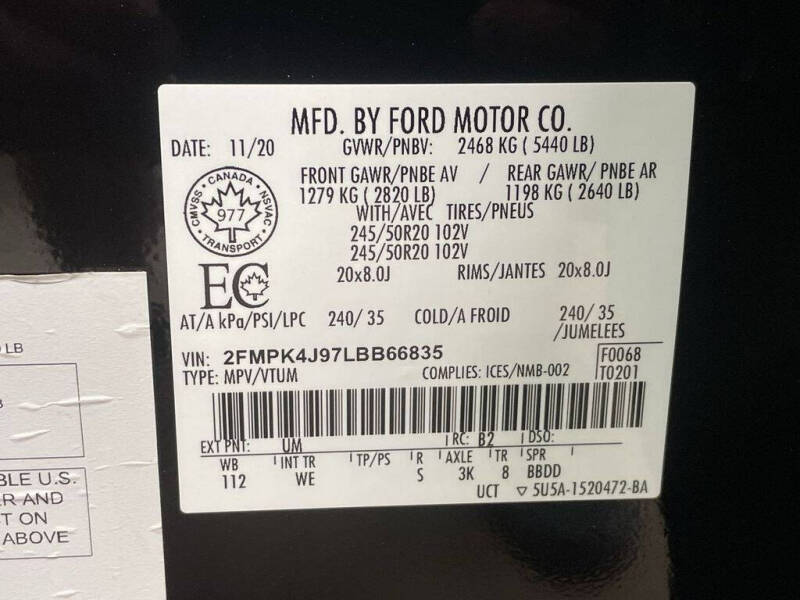 MFD. BY FORD MOTOR CO.
DATE: 11/20 GVWR/PNBV: 2468 KG ( 5440 LB)
FRONT GAWR/PNBE AV / REAR GAWR/ PNBE AR
1279 KG ( 2820 LB) 1198 KG ( 2640 LB)
WITH/AVEC TIRES/PNEUS
245/50R20 102V
245/50R20 102V
20x8.0J RIMS/JANTES 20x8.0J
CANADA
CMVSS NSVAC
977
TRANSPORT
EC
AT/A kPa/PSI/LPC 240/ 35 COLD/A FROID 240/ 35
/JUMELEES
VIN: 2FMPK4J97LBB66835 F0068
TYPE: MPV/VTUM COMPLIES: ICES/NMB-002 T0201
EXT PNT: UM RC: B2 DSO:
WB INT TR TP/PS R AXLE TR SPR
112 WE S 3K 8 BBDD
UCT ▽ 5U5A-1520472-BA
LB
BLE U.S.
R AND
T ON
ABOVE